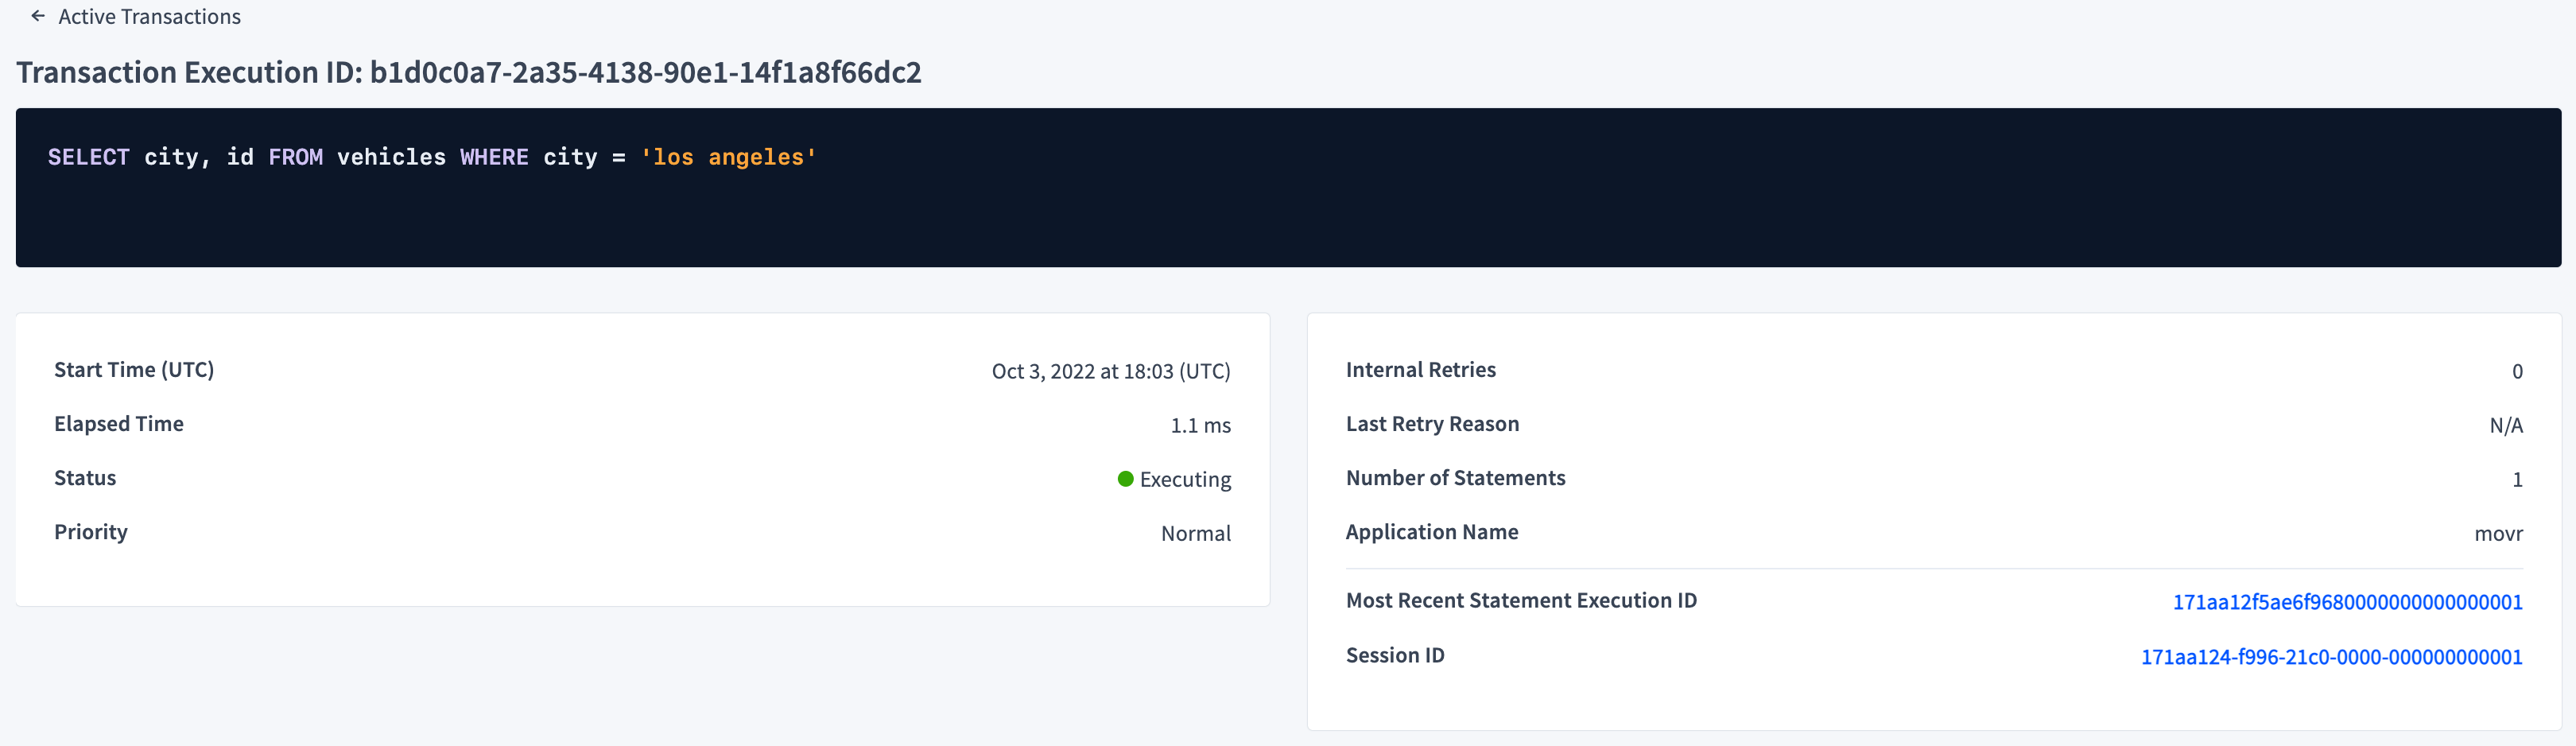 ← Active Transactions
Transaction Execution ID: b1d0c0a7-2a35-4138-90e1-14f1a8f66dc2
SELECT city, id FROM vehicles WHERE city = 'los angeles'
Start Time (UTC) Oct 3, 2022 at 18:03 (UTC)
Elapsed Time 1.1 ms
Status Executing
Priority Normal
Internal Retries 0
Last Retry Reason N/A
Number of Statements 1
Application Name movr
Most Recent Statement Execution ID 171aa12f5ae6f9680000000000000001
Session ID 171aa124-f996-21c0-0000-000000000001